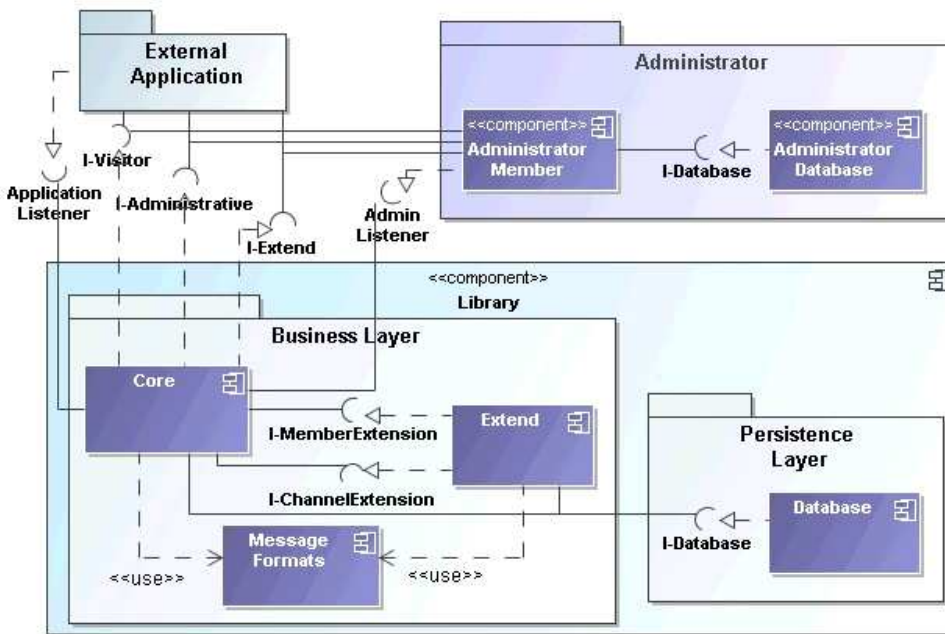 External
Application
Administrator
<<component>>
Administrator
Member
I-Database
<<component>>
Administrator
Database
I-Visitor
Application
Listener
I-Administrative
I-Extend
Admin
Listener
<<component>>
Library
Business Layer
Core
I-MemberExtension
Extend
I-ChannelExtension
Message
Formats
<<use>>
<<use>>
Persistence
Layer
I-Database
Database